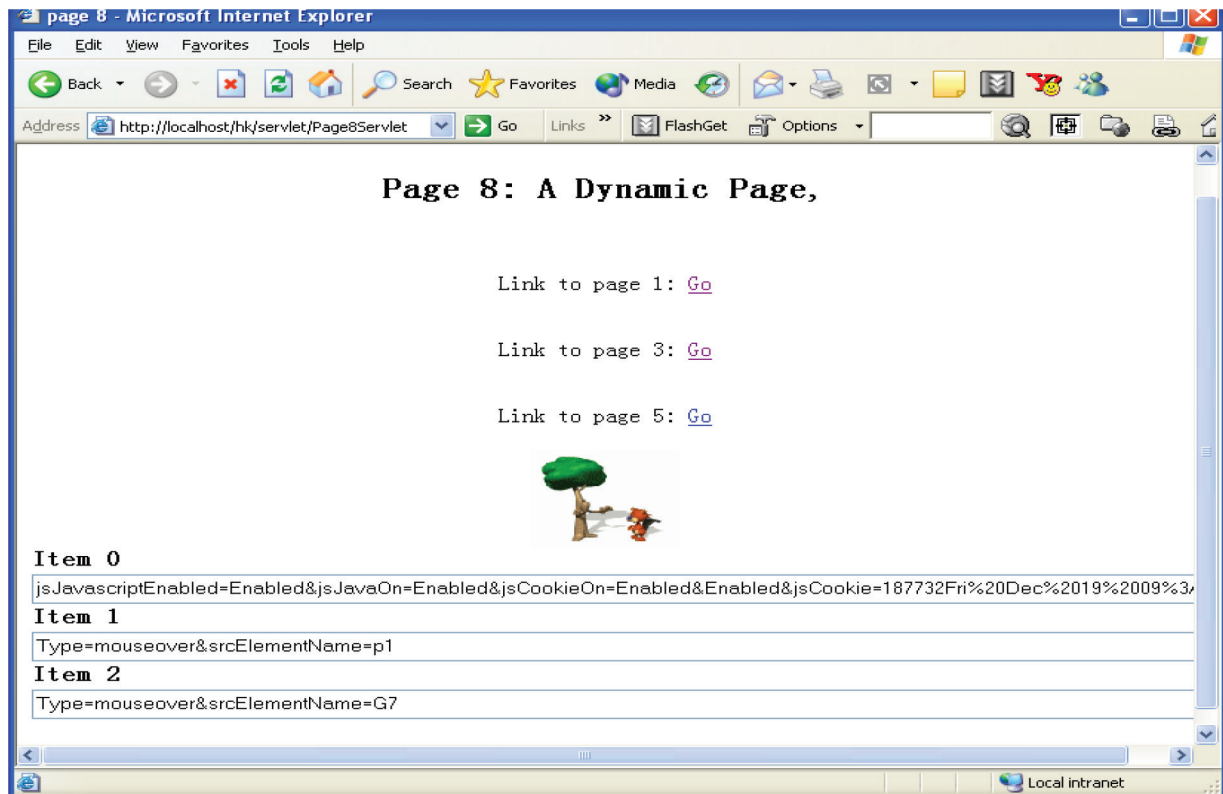 page 8 - Microsoft Internet Explorer
File Edit View Favorites Tools Help
Back Search Favorites Media
Address http://localhost/hk/servlet/Page8Servlet Go Links » FlashGet Options
Page 8: A Dynamic Page,
Link to page 1: Go
Link to page 3: Go
Link to page 5: Go
Item 0
jsJavascriptEnabled=Enabled&jsJavaOn=Enabled&jsCookieOn=Enabled&Enabled&jsCookie=187732Fri%20Dec%2019%2009%3A
Item 1
Type=mouseover&srcElementName=p1
Item 2
Type=mouseover&srcElementName=G7
Local intranet